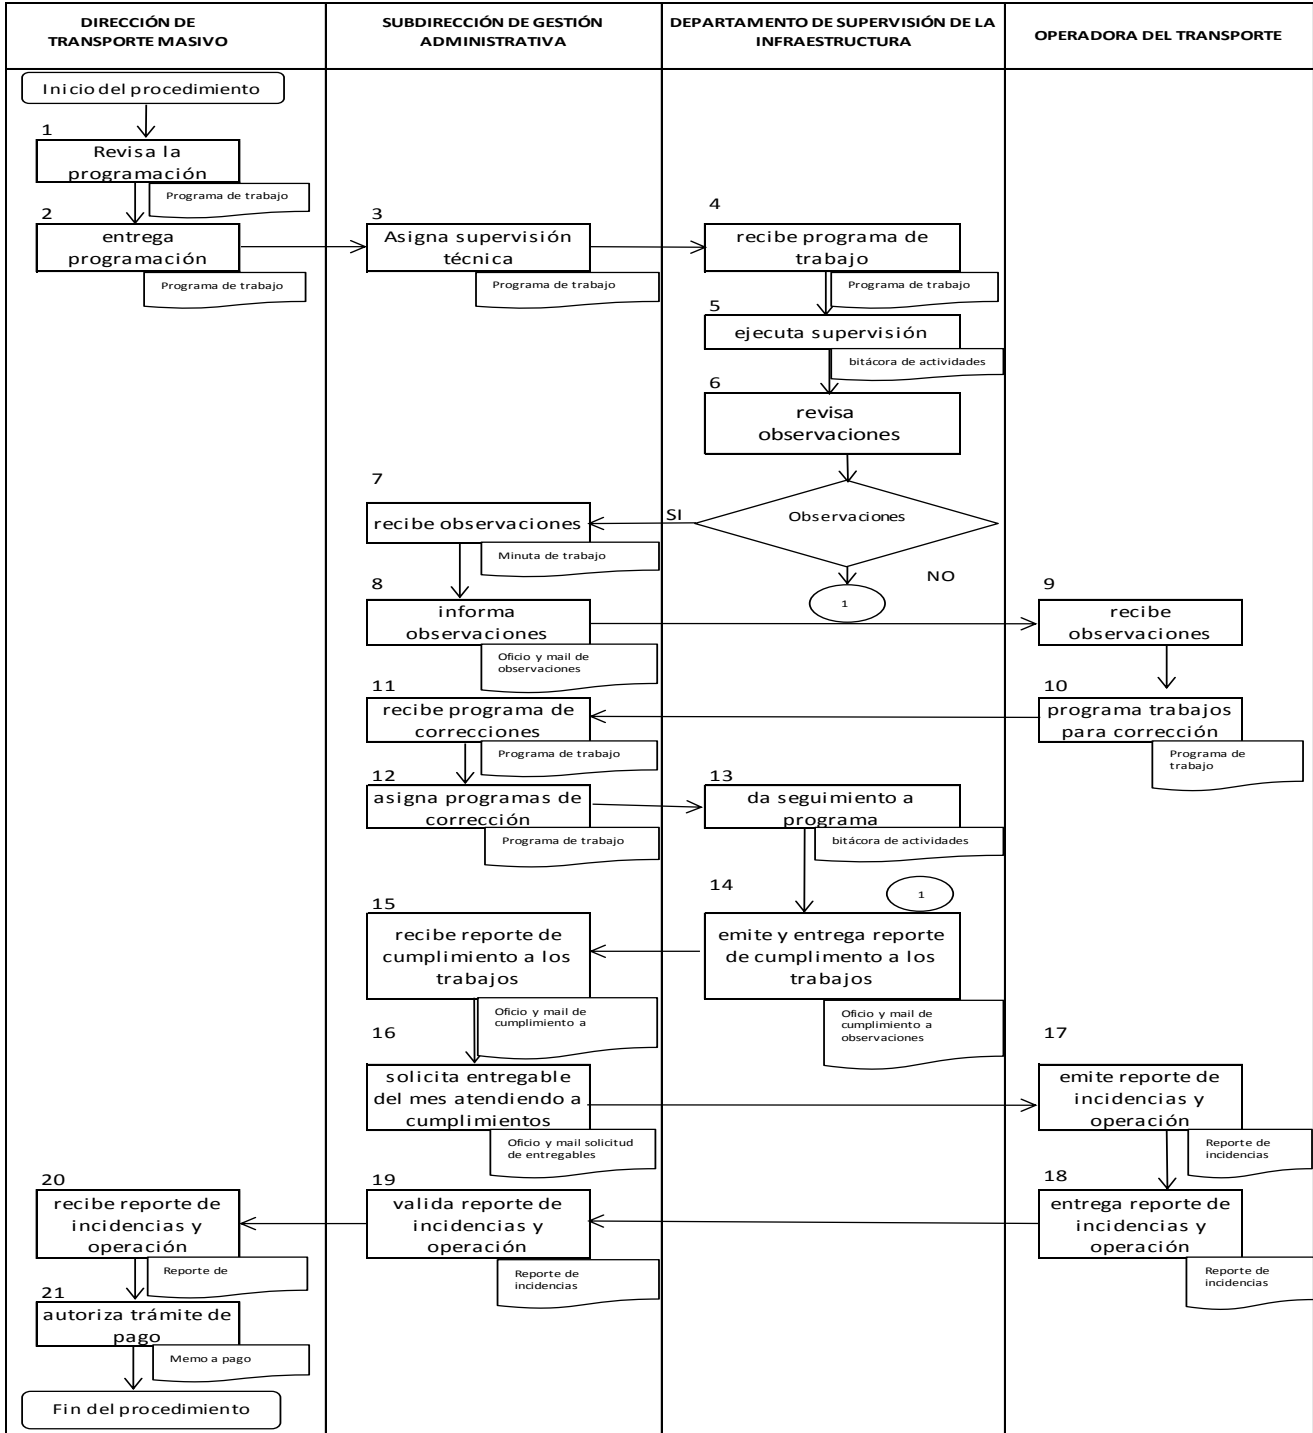 DIRECCIÓN DE
TRANSPORTE MASIVO
SUBDIRECCIÓN DE GESTIÓN
ADMINISTRATIVA
DEPARTAMENTO DE SUPERVISIÓN DE LA
INFRAESTRUCTURA
OPERADORA DEL TRANSPORTE
Inicio del procedimiento
1
Revisa la
programación
Programa de trabajo
2
entrega
programación
Programa de trabajo
3
Asigna supervisión
técnica
Programa de trabajo
4
recibe programa de
trabajo
Programa de trabajo
5
ejecuta supervisión
bitácora de actividades
6
revisa
observaciones
Observaciones
SI
NO
1
7
recibe observaciones
Minuta de trabajo
8
informa
observaciones
Oficio y mail de
observaciones
9
recibe
observaciones
10
programa trabajos
para corrección
Programa de
trabajo
11
recibe programa de
correcciones
Programa de trabajo
12
asigna programas de
corrección
Programa de trabajo
13
da seguimiento a
programa
bitácora de actividades
14
1
emite y entrega reporte
de cumplimento a los
trabajos
Oficio y mail de
cumplimiento a
observaciones
15
recibe reporte de
cumplimiento a los
trabajos
Oficio y mail de
cumplimiento a
16
solicita entregable
del mes atendiendo a
cumplimientos
Oficio y mail solicitud
de entregables
17
emite reporte de
incidencias y
operación
Reporte de
incidencias
18
entrega reporte de
incidencias y
operación
Reporte de
incidencias
19
valida reporte de
incidencias y
operación
Reporte de
incidencias
20
recibe reporte de
incidencias y
operación
Reporte de
21
autoriza trámite de
pago
Memo a pago
Fin del procedimiento